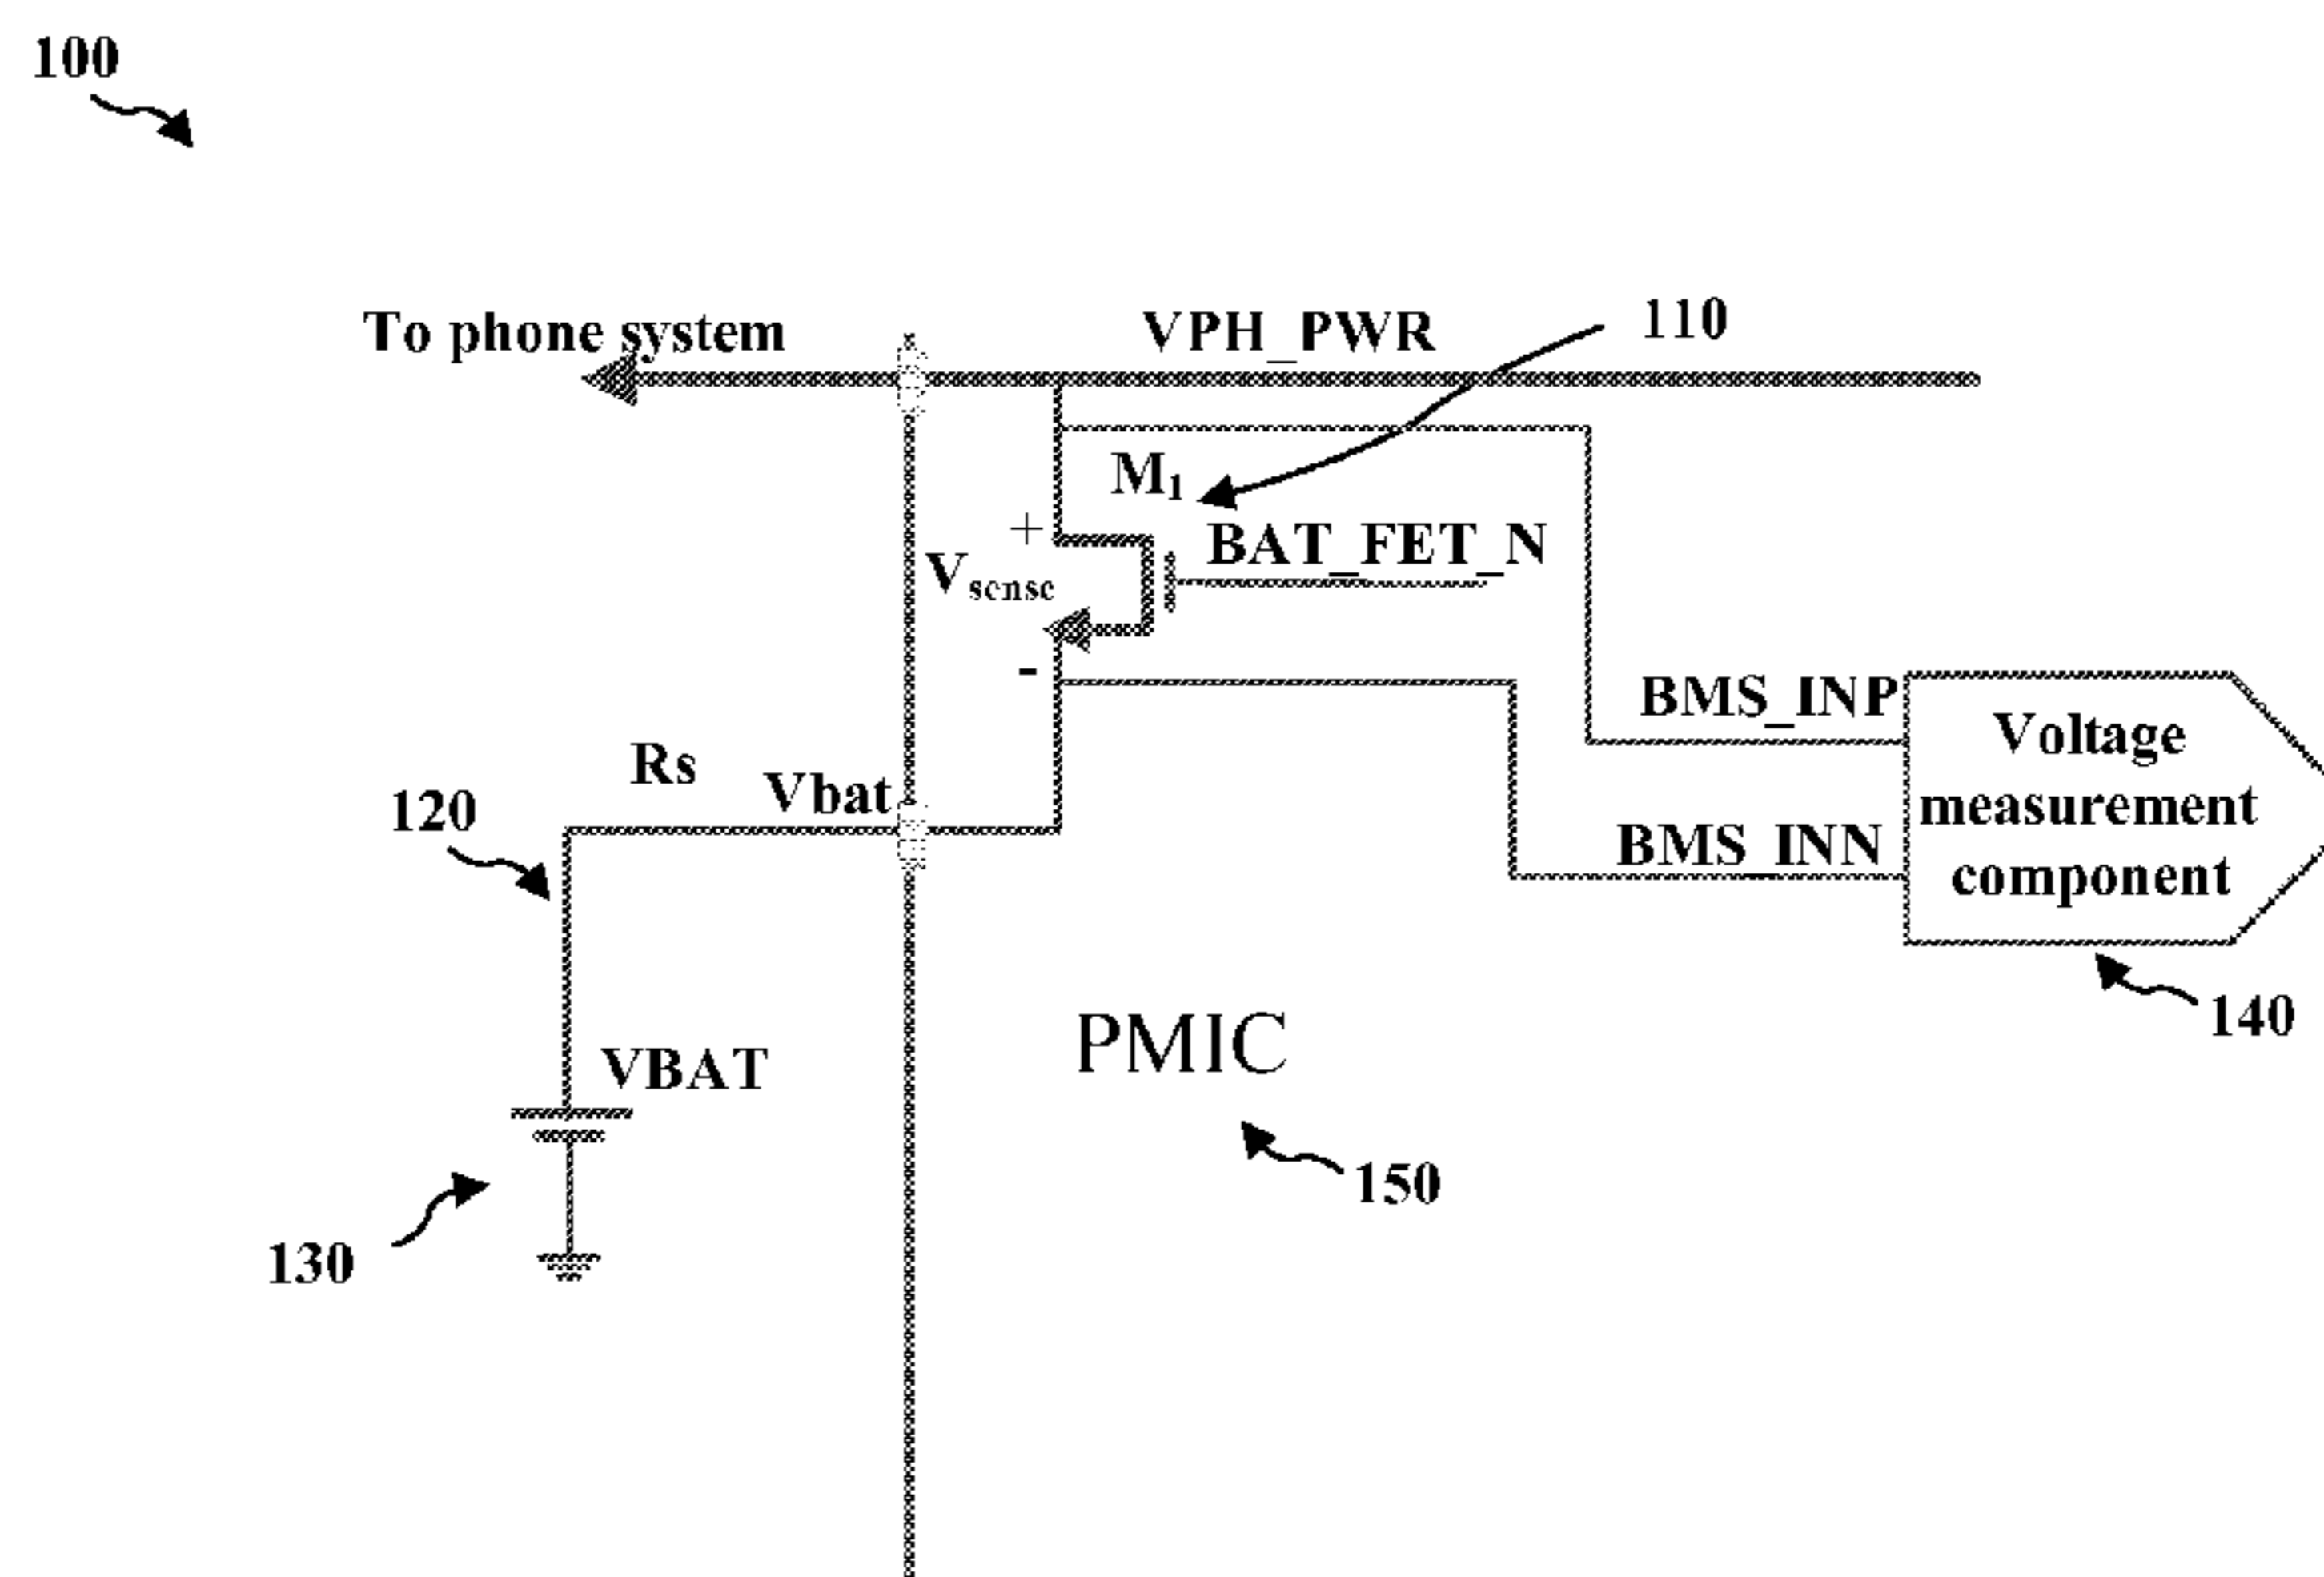 100
To phone system
VPH_PWR
110
M1
+
BAT_FET_N
Vsense
-
BMS_INP
Voltage
measurement
component
Rs
Vbat
120
BMS_INN
140
PMIC
VBAT
150
130